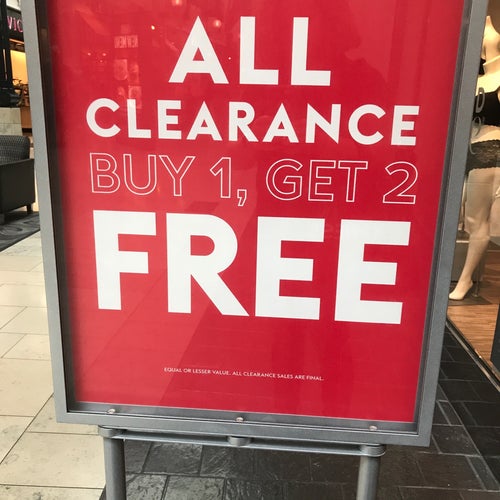 ALL
CLEARANCE
BUY 1, GET 2
FREE
EQUAL OR LESSER VALUE. ALL CLEARANCE SALES ARE FINAL.